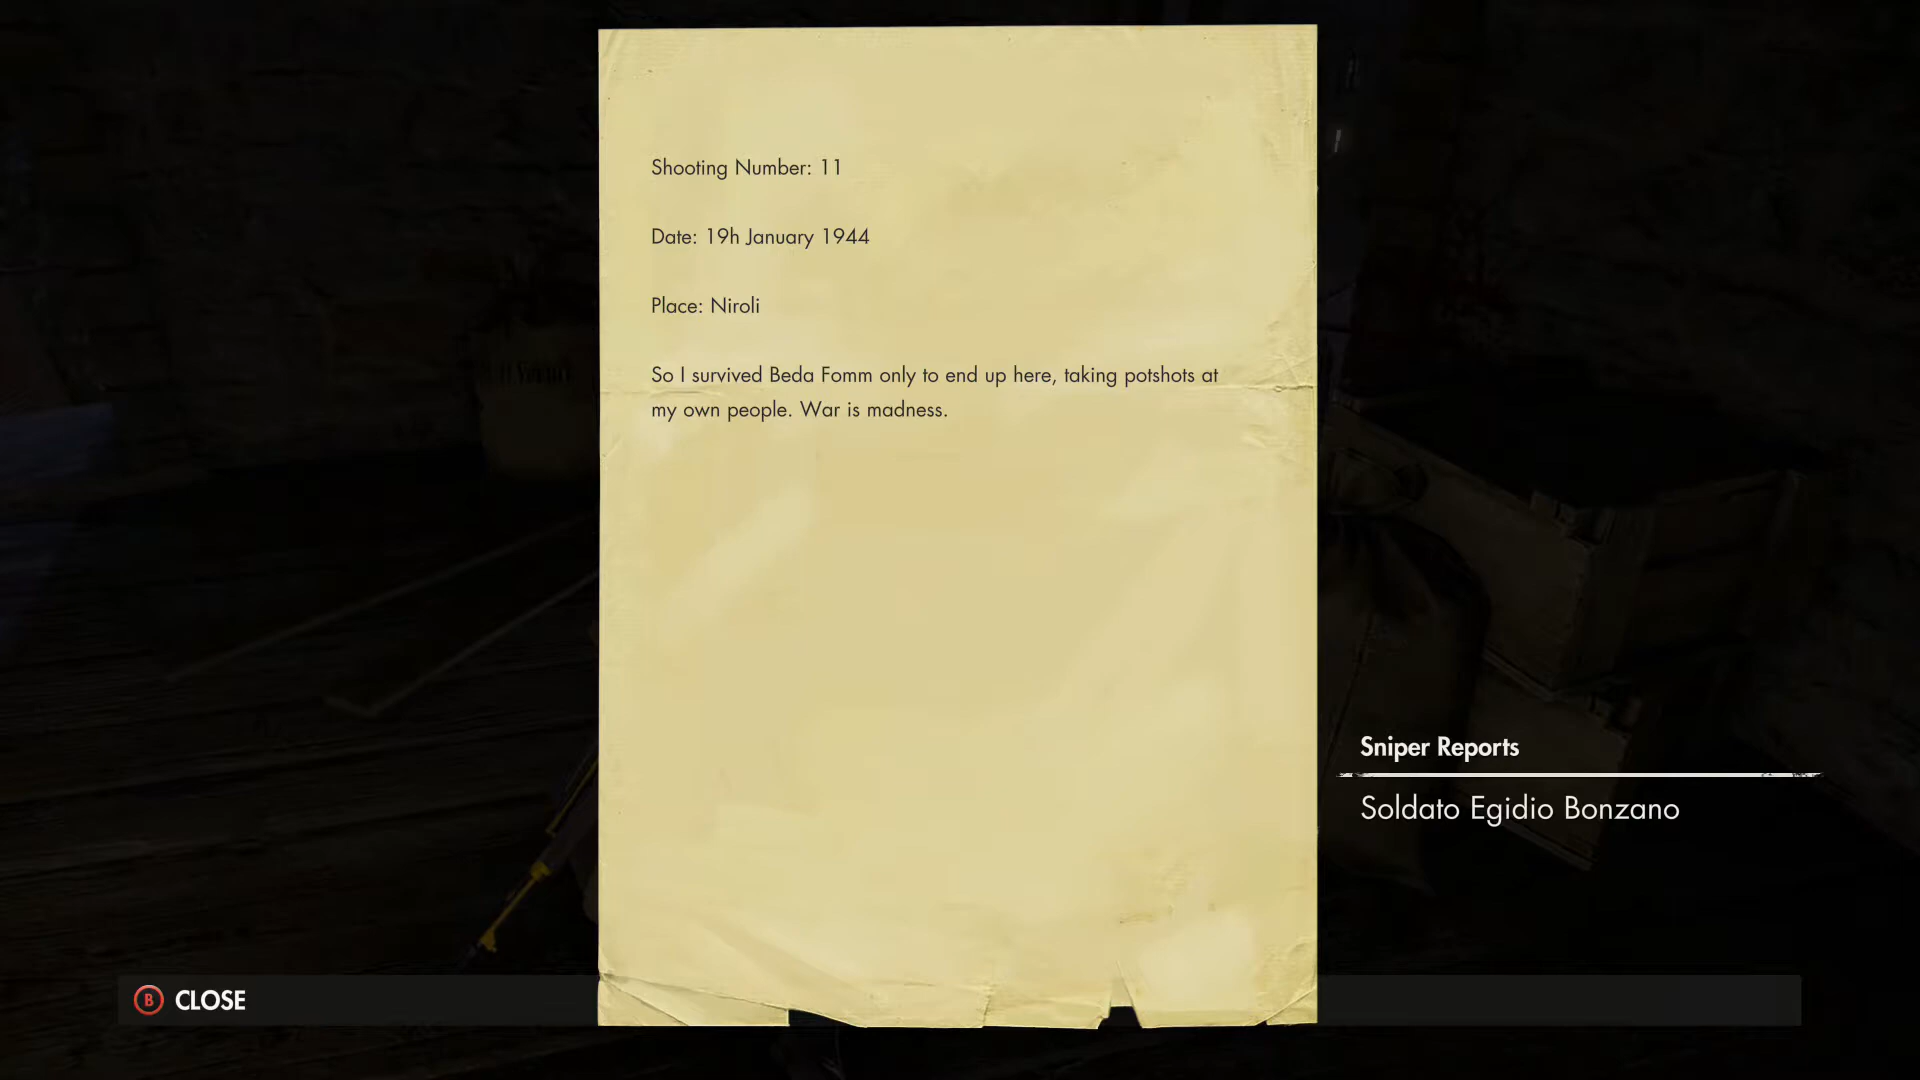 Shooting Number: 11
Date: 19h January 1944
Place: Niroli
So I survived Beda Fomm only to end up here, taking potshots at
my own people. War is madness.
Sniper Reports
Soldato Egidio Bonzano
B CLOSE